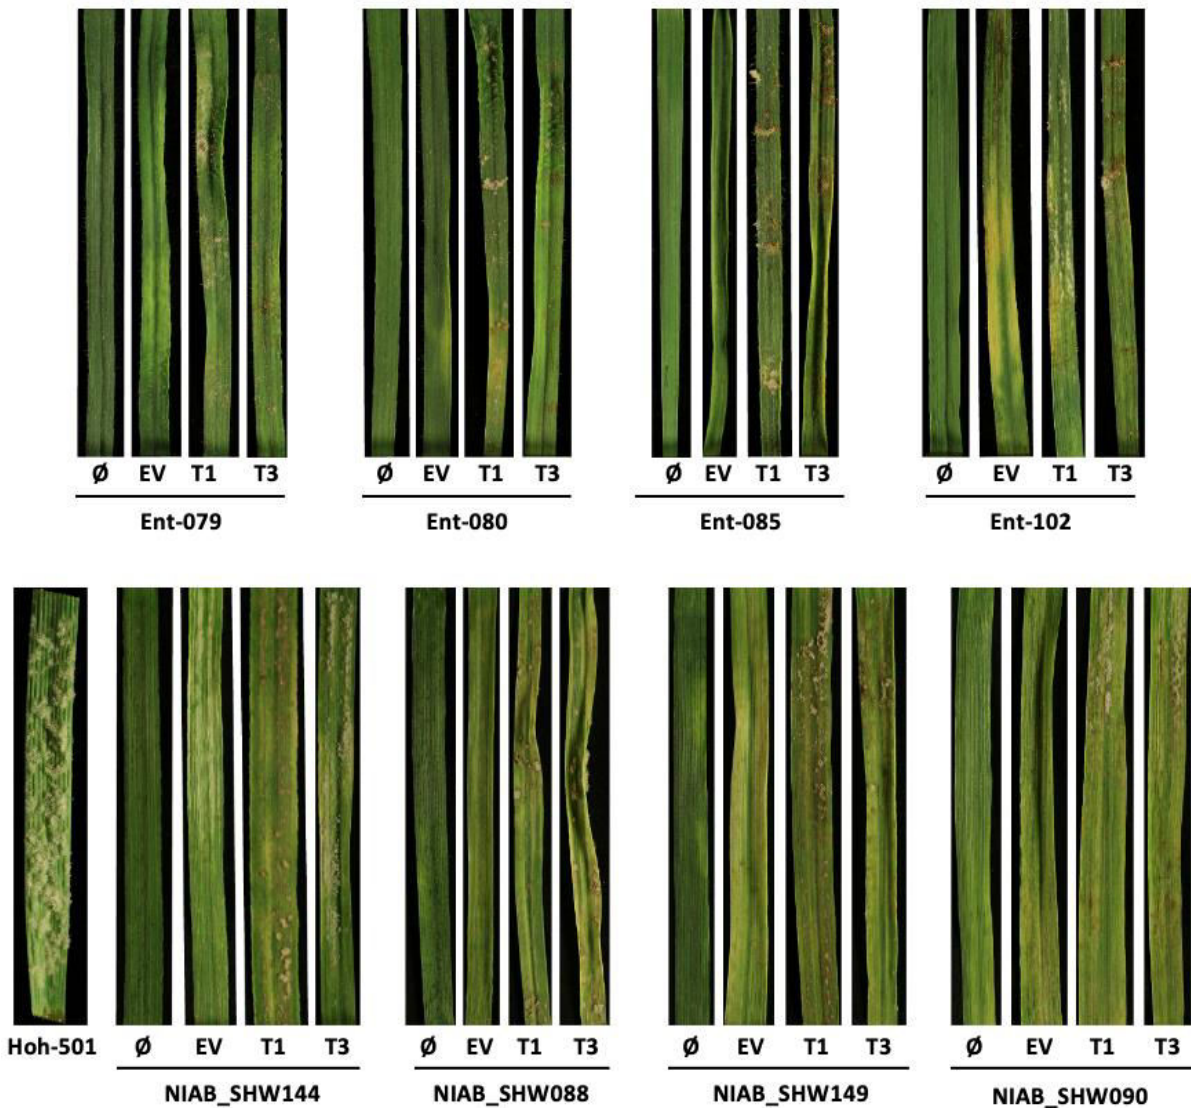 Ø EV T1 T3 Ø EV T1 T3 Ø EV T1 T3 Ø EV T1 T3
Ent-079 Ent-080 Ent-085 Ent-102
Hoh-501 Ø EV T1 T3 Ø EV T1 T3 Ø EV T1 T3 Ø EV T1 T3
NIAB_SHW144 NIAB_SHW088 NIAB_SHW149 NIAB_SHW090